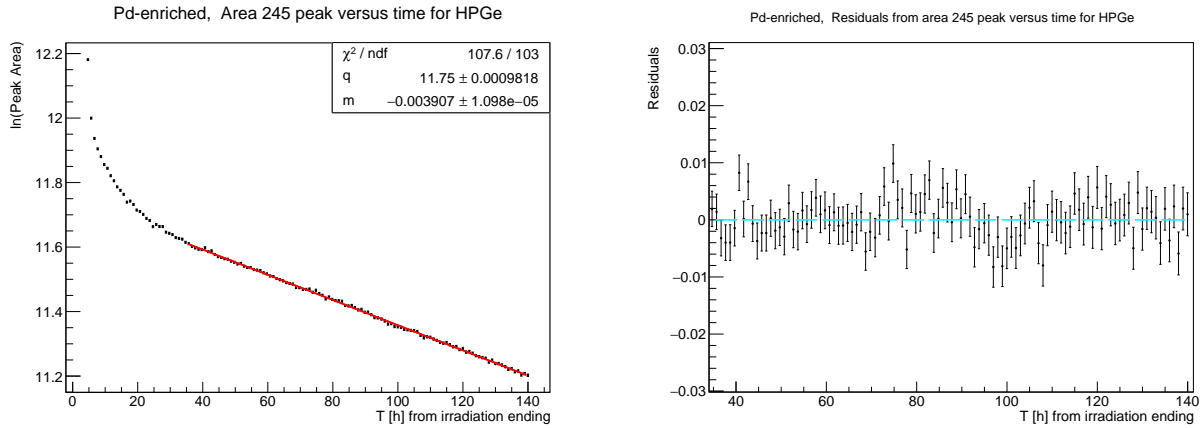 Pd-enriched, Area 245 peak versus time for HPGe
ln(Peak Area)
12.2
12
11.8
11.6
11.4
11.2
χ² / ndf 107.6 / 103
q 11.75 ± 0.0009818
m −0.003907 ± 1.098e−05
0 20 40 60 80 100 120 140
T [h] from irradiation ending
Pd-enriched, Residuals from area 245 peak versus time for HPGe
Residuals
0.03
0.02
0.01
0
−0.01
−0.02
−0.03
40 60 80 100 120 140
T [h] from irradiation ending